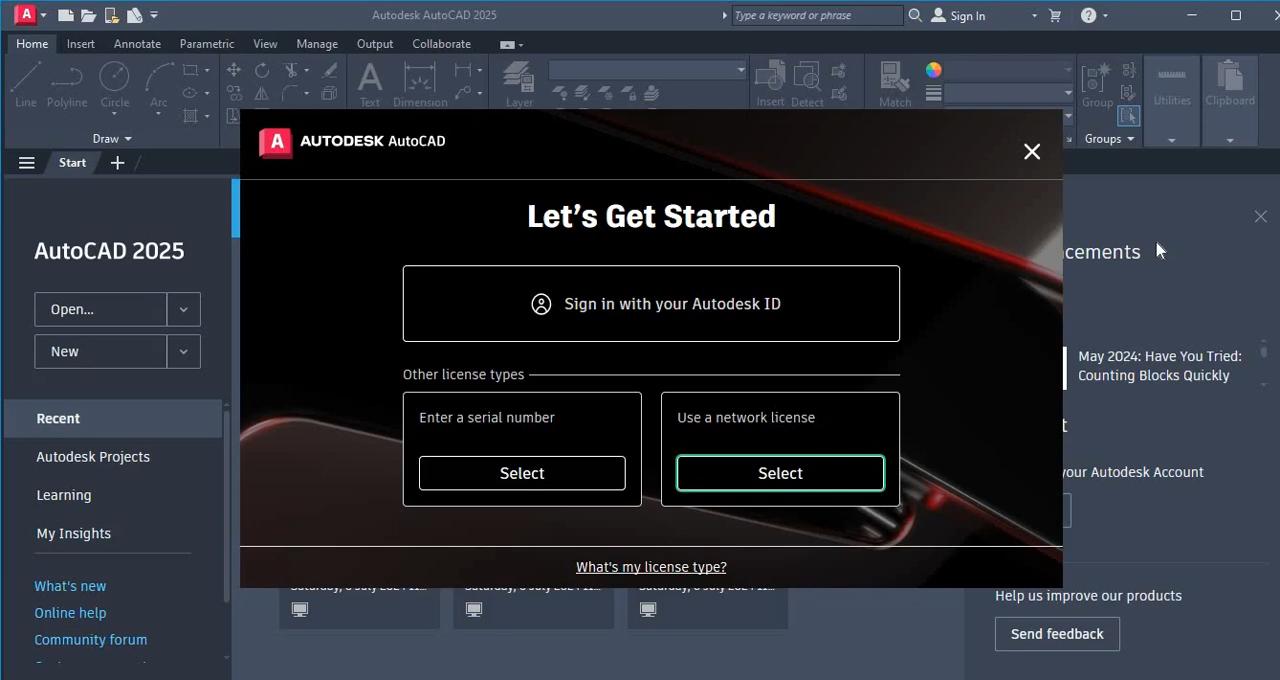 Autodesk AutoCAD 2025
Type a keyword or phrase
Sign In
Home
Insert
Annotate
Parametric
View
Manage
Output
Collaborate
Line
Polyline
Circle
Arc
Text
Dimension
Layer
Insert
Detect
Match
Group
Utilities
Clipboard
Draw
Groups
Start
AUTODESK AutoCAD
Let's Get Started
Sign in with your Autodesk ID
Other license types
Enter a serial number
Select
Use a network license
Select
What's my license type?
AutoCAD 2025
Open...
New
Recent
Autodesk Projects
Learning
My Insights
What's new
Online help
Community forum
cements
May 2024: Have You Tried:
Counting Blocks Quickly
t
your Autodesk Account
Help us improve our products
Send feedback